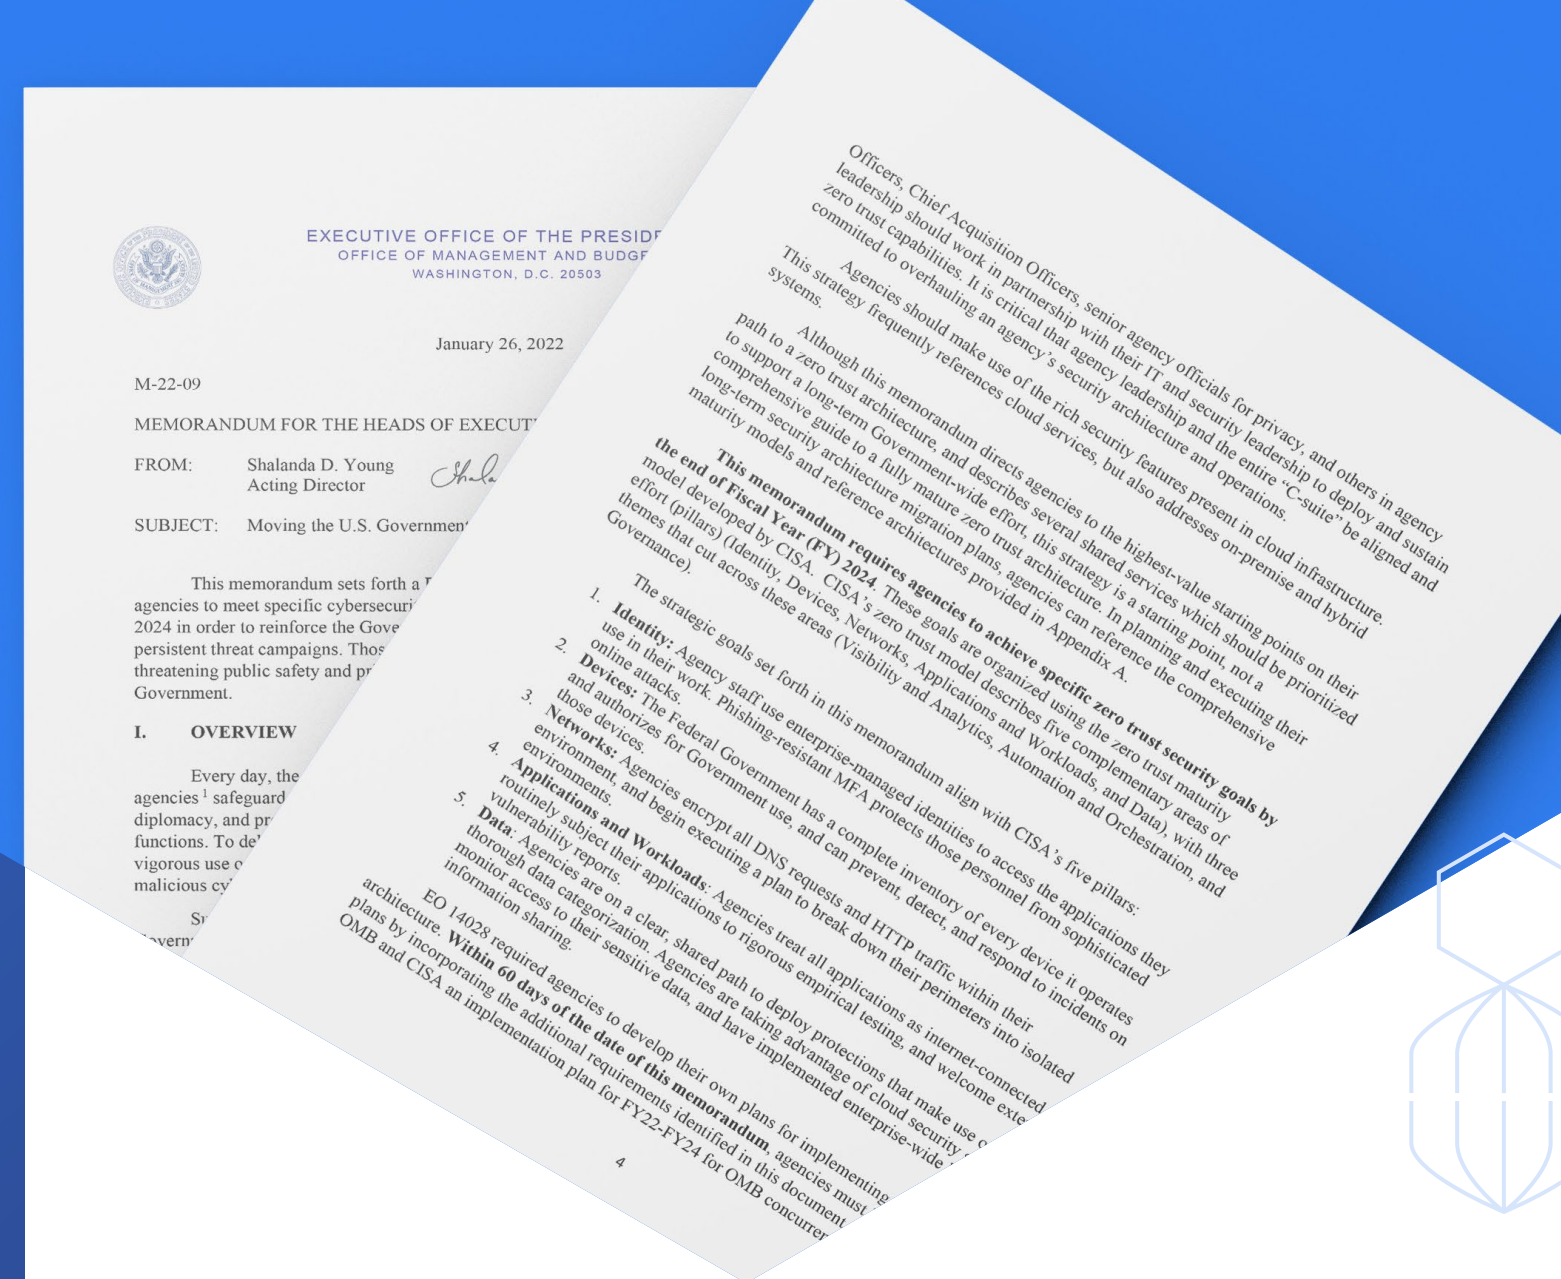 EXECUTIVE OFFICE OF THE PRESID
OFFICE OF MANAGEMENT AND BUDGE
WASHINGTON, D.C. 20503
January 26, 2022
M-22-09
MEMORANDUM FOR THE HEADS OF EXECUT
FROM: Shalanda D. Young
Acting Director
SUBJECT: Moving the U.S. Government
This memorandum sets forth a
agencies to meet specific cybersecuri
2024 in order to reinforce the Gove
persistent threat campaigns. Thos
threatening public safety and pr
Government.
I. OVERVIEW
Every day, the
agencies 1 safeguard
diplomacy, and pr
functions. To del
vigorous use o
malicious cy
Su
overn
Officers, Chief Acquisition Officers, senior agency officials for privacy, and others in agency
leadership should work in partnership with their IT and security leadership to deploy and sustain
zero trust capabilities. It is critical that agency leadership and the entire “C-suite” be aligned and
committed to overhauling an agency’s security architecture and operations.
Agencies should make use of the rich security features present in cloud infrastructure.
This strategy frequently references cloud services, but also addresses on-premise and hybrid
systems.
Although this memorandum directs agencies to the highest-value starting points on their
path to a zero trust architecture, and describes several shared services which should be prioritized
to support a long-term Government-wide effort, this strategy is a starting point, not a
comprehensive guide to a fully mature zero trust architecture. In planning and executing their
long-term security architecture migration plans, agencies can reference the comprehensive
maturity models and reference architectures provided in Appendix A.
This memorandum requires agencies to achieve specific zero trust security goals by
the end of Fiscal Year (FY) 2024. These goals are organized using the zero trust maturity
model developed by CISA. CISA’s zero trust model describes five complementary areas of
effort (pillars) (Identity, Devices, Networks, Applications and Workloads, and Data), with three
themes that cut across these areas (Visibility and Analytics, Automation and Orchestration, and
Governance).
The strategic goals set forth in this memorandum align with CISA’s five pillars:
1. Identity: Agency staff use enterprise-managed identities to access the applications they
use in their work. Phishing-resistant MFA protects those personnel from sophisticated
online attacks.
2. Devices: The Federal Government has a complete inventory of every device it operates
and authorizes for Government use, and can prevent, detect, and respond to incidents on
those devices.
3. Networks: Agencies encrypt all DNS requests and HTTP traffic within their
environment, and begin executing a plan to break down their perimeters into isolated
environments.
4. Applications and Workloads: Agencies treat all applications as internet-connected
routinely subject their applications to rigorous empirical testing, and welcome exte
vulnerability reports.
5. Data: Agencies are on a clear, shared path to deploy protections that make use o
thorough data categorization. Agencies are taking advantage of cloud security
monitor access to their sensitive data, and have implemented enterprise-wide
information sharing.
EO 14028 required agencies to develop their own plans for implementing
architecture. Within 60 days of the date of this memorandum, agencies must
plans by incorporating the additional requirements identified in this document
OMB and CISA an implementation plan for FY22-FY24 for OMB concurren
4